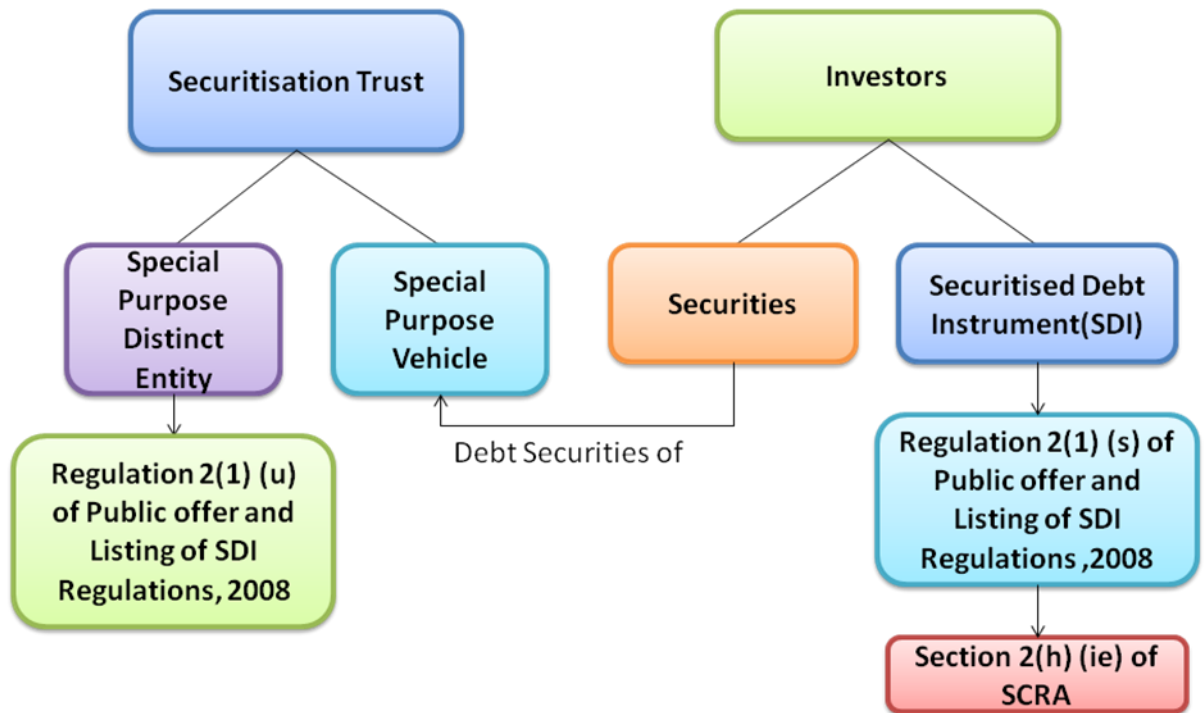 Securitisation Trust
Investors
Special
Purpose
Distinct
Entity
Special
Purpose
Vehicle
Securities
Securitised Debt
Instrument(SDI)
Debt Securities of
Regulation 2(1) (u)
of Public offer and
Listing of SDI
Regulations, 2008
Regulation 2(1) (s) of
Public offer and
Listing of SDI
Regulations ,2008
Section 2(h) (ie) of
SCRA